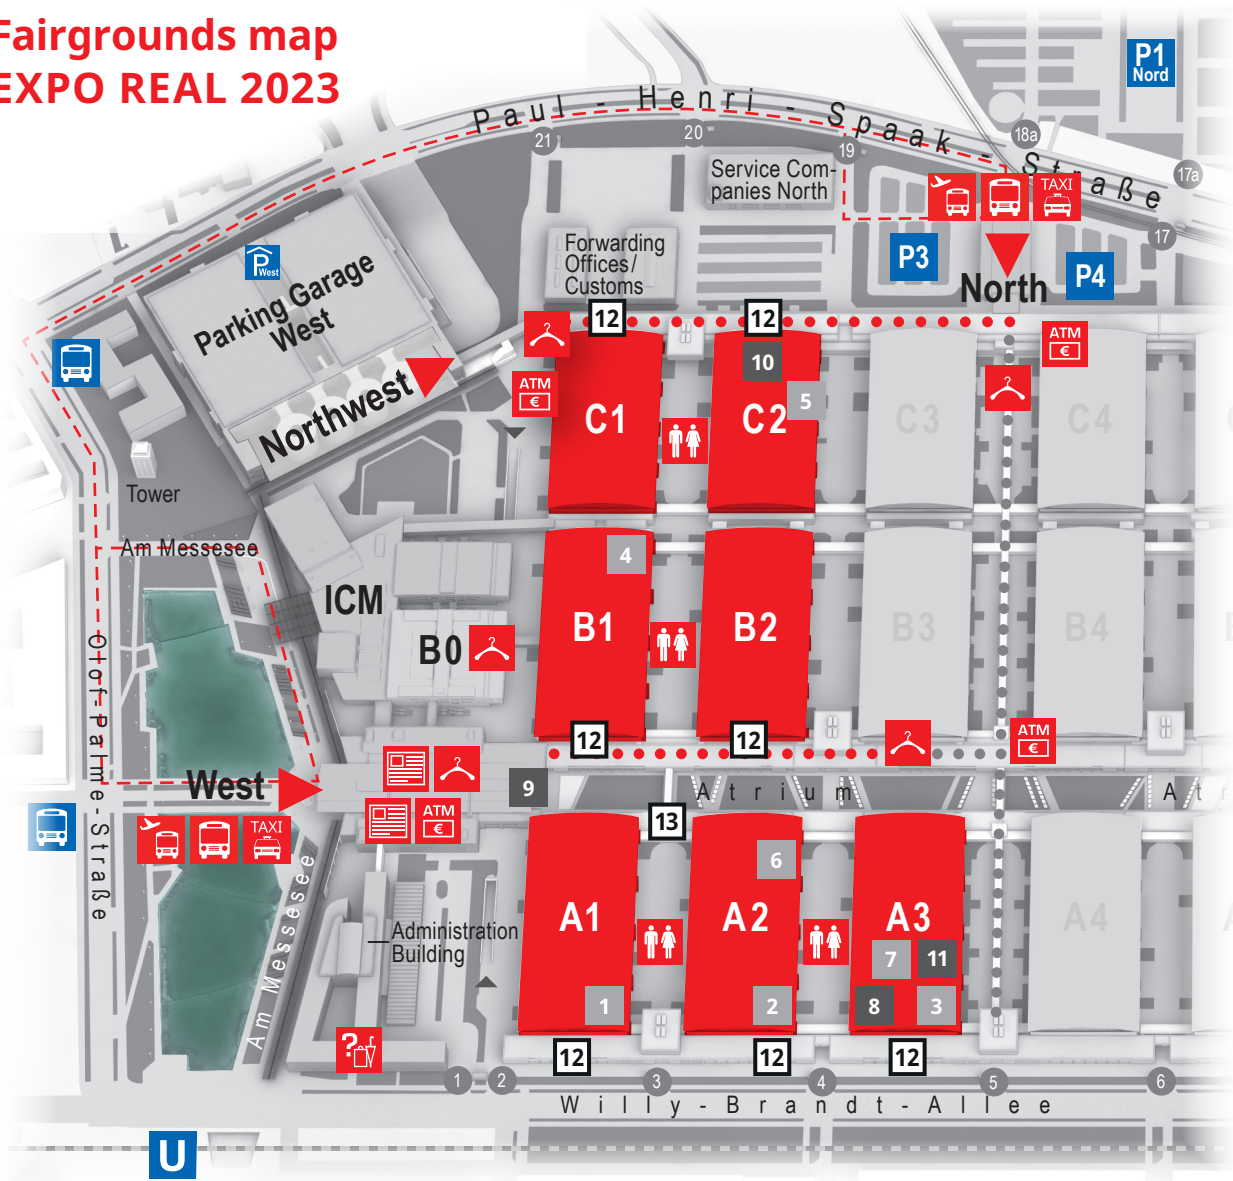 Fairgrounds map
EXPO REAL 2023
P1
Nord
Paul - Henri - Spaak - Straße
21
20
19
18a
17a
17
Service Com-
panies North
TAXI
P3
P4
North
Forwarding
Offices/
Customs
P
West
Parking Garage
West
Northwest
12
12
10
5
C1
C2
C3
C4
ATM
€
ATM
€
Tower
Am Messesee
ICM
B0
4
B1
B2
B3
B4
12
12
ATM
€
West
9
ATM
€
Atrium
At
13
TAXI
Olof-Palme-Straße
Am Messesee
Administration
Building
A1
A2
A3
A4
6
7
11
8
3
1
2
?
12
12
12
1
2
3
4
5
6
Willy-Brandt-Allee
U